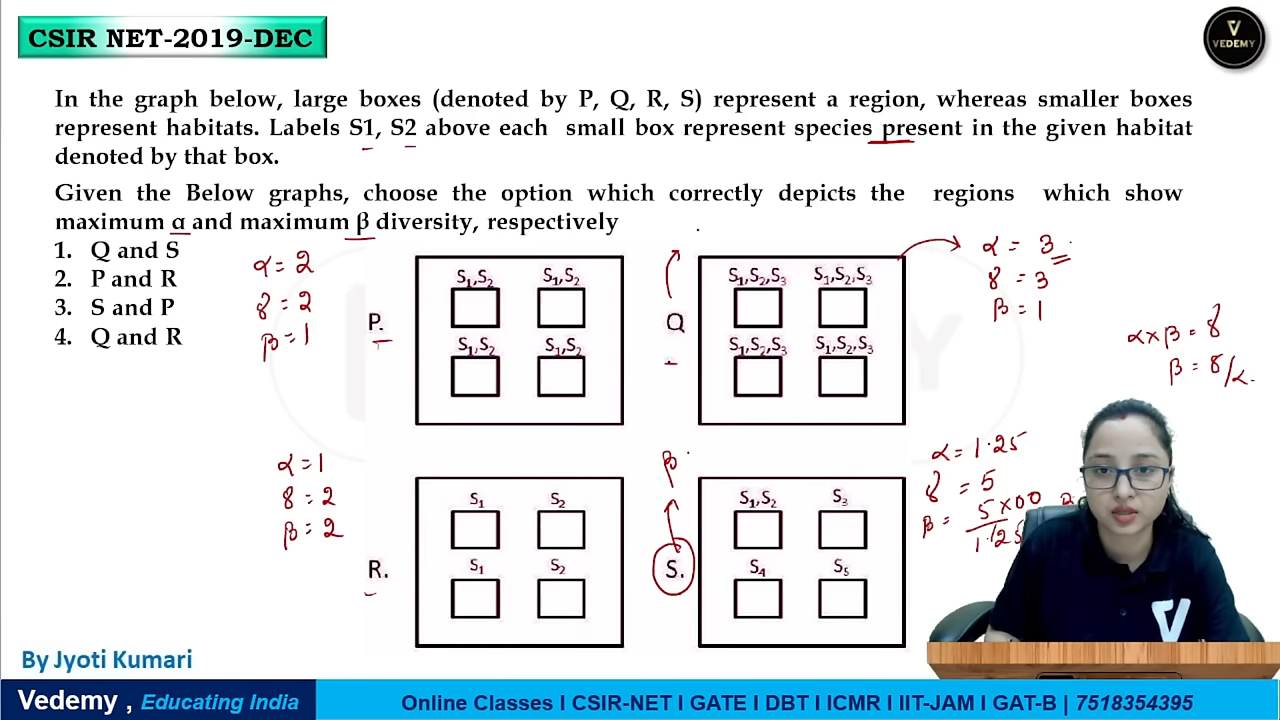 CSIR NET-2019-DEC
VEDEMY
In the graph below, large boxes (denoted by P, Q, R, S) represent a region, whereas smaller boxes
represent habitats. Labels S1, S2 above each small box represent species present in the given habitat
denoted by that box.
Given the Below graphs, choose the option which correctly depicts the regions which show
maximum α and maximum β diversity, respectively
1. Q and S
2. P and R
3. S and P
4. Q and R
α = 2
γ = 2
β = 1
P.
S₁,S₂ S₁,S₂
S₁,S₂ S₁,S₂
Q
S₁,S₂,S₃ S₁,S₂,S₃
S₁,S₂,S₃ S₁,S₂,S₃
α = 3
γ = 3
β = 1
α × β = γ
β = γ/α
α = 1
γ = 2
β = 2
R.
S₁ S₂
S₁ S₂
β
S.
S₁,S₂ S₃
S₄ S₅
α = 1.25
γ = 5
β = 5×00
1.25
By Jyoti Kumari
Vedemy , Educating India
Online Classes I CSIR-NET I GATE I DBT I ICMR I IIT-JAM I GAT-B | 7518354395